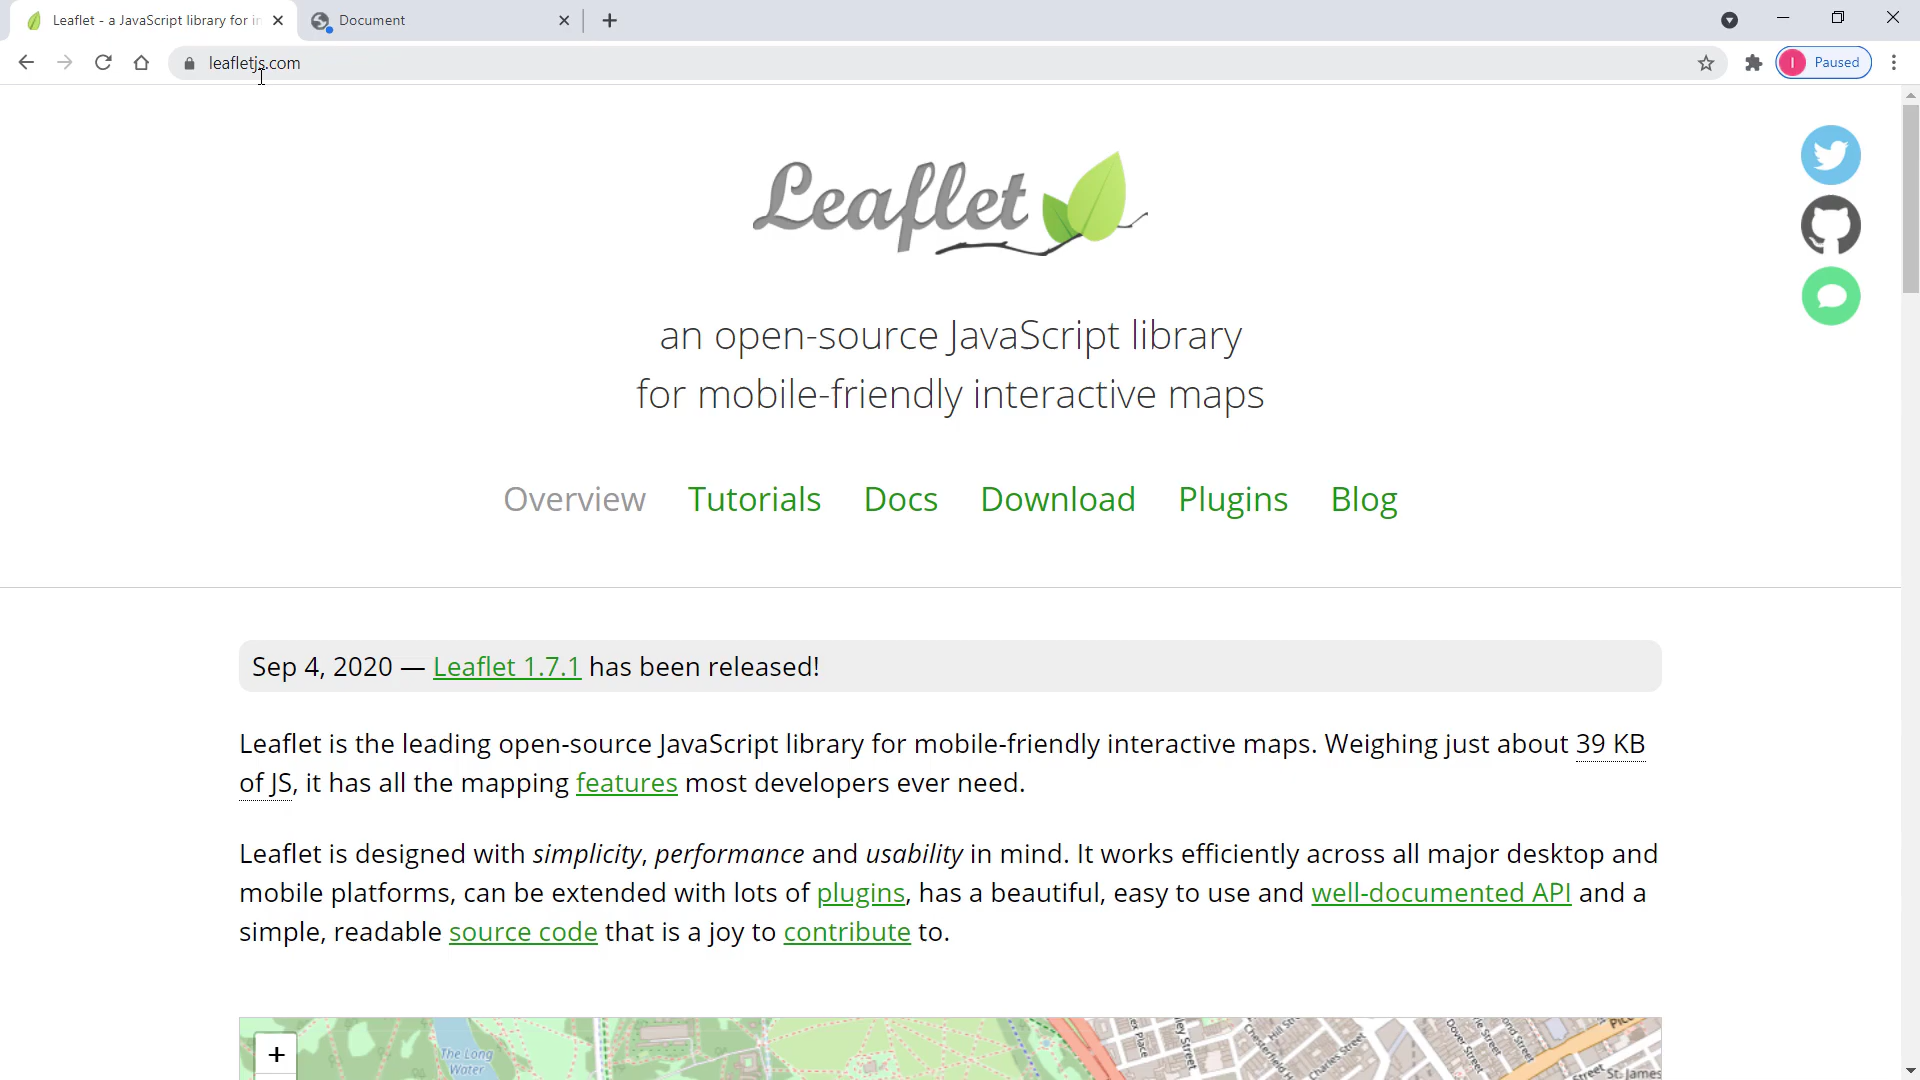 Leaflet - a JavaScript library for in
Document
leafletjs.com
Paused
I
Leaflet
an open-source JavaScript library
for mobile-friendly interactive maps
Overview Tutorials Docs Download Plugins Blog
Sep 4, 2020 — Leaflet 1.7.1 has been released!
Leaflet is the leading open-source JavaScript library for mobile-friendly interactive maps. Weighing just about 39 KB
of JS, it has all the mapping features most developers ever need.
Leaflet is designed with simplicity, performance and usability in mind. It works efficiently across all major desktop and
mobile platforms, can be extended with lots of plugins, has a beautiful, easy to use and well-documented API and a
simple, readable source code that is a joy to contribute to.
+
The Long
Water
Charles Street
Dover Street
St. James